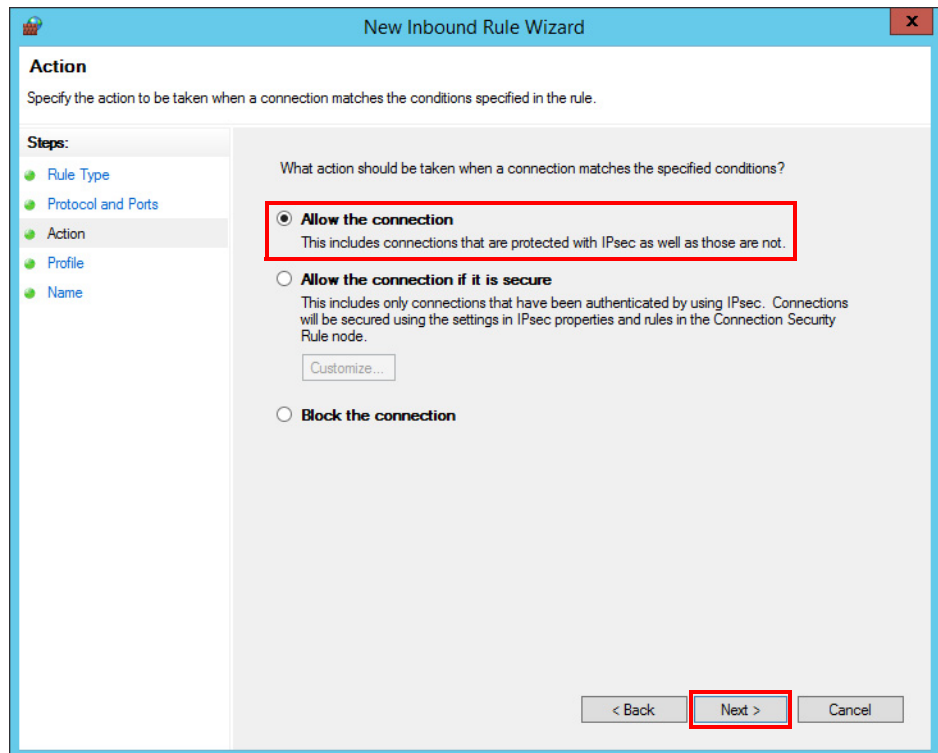 New Inbound Rule Wizard
x
Action
Specify the action to be taken when a connection matches the conditions specified in the rule.
Steps:
Rule Type
Protocol and Ports
Action
Profile
Name
What action should be taken when a connection matches the specified conditions?
Allow the connection
This includes connections that are protected with IPsec as well as those are not.
Allow the connection if it is secure
This includes only connections that have been authenticated by using IPsec. Connections
will be secured using the settings in IPsec properties and rules in the Connection Security
Rule node.
Customize...
Block the connection
< Back
Next >
Cancel